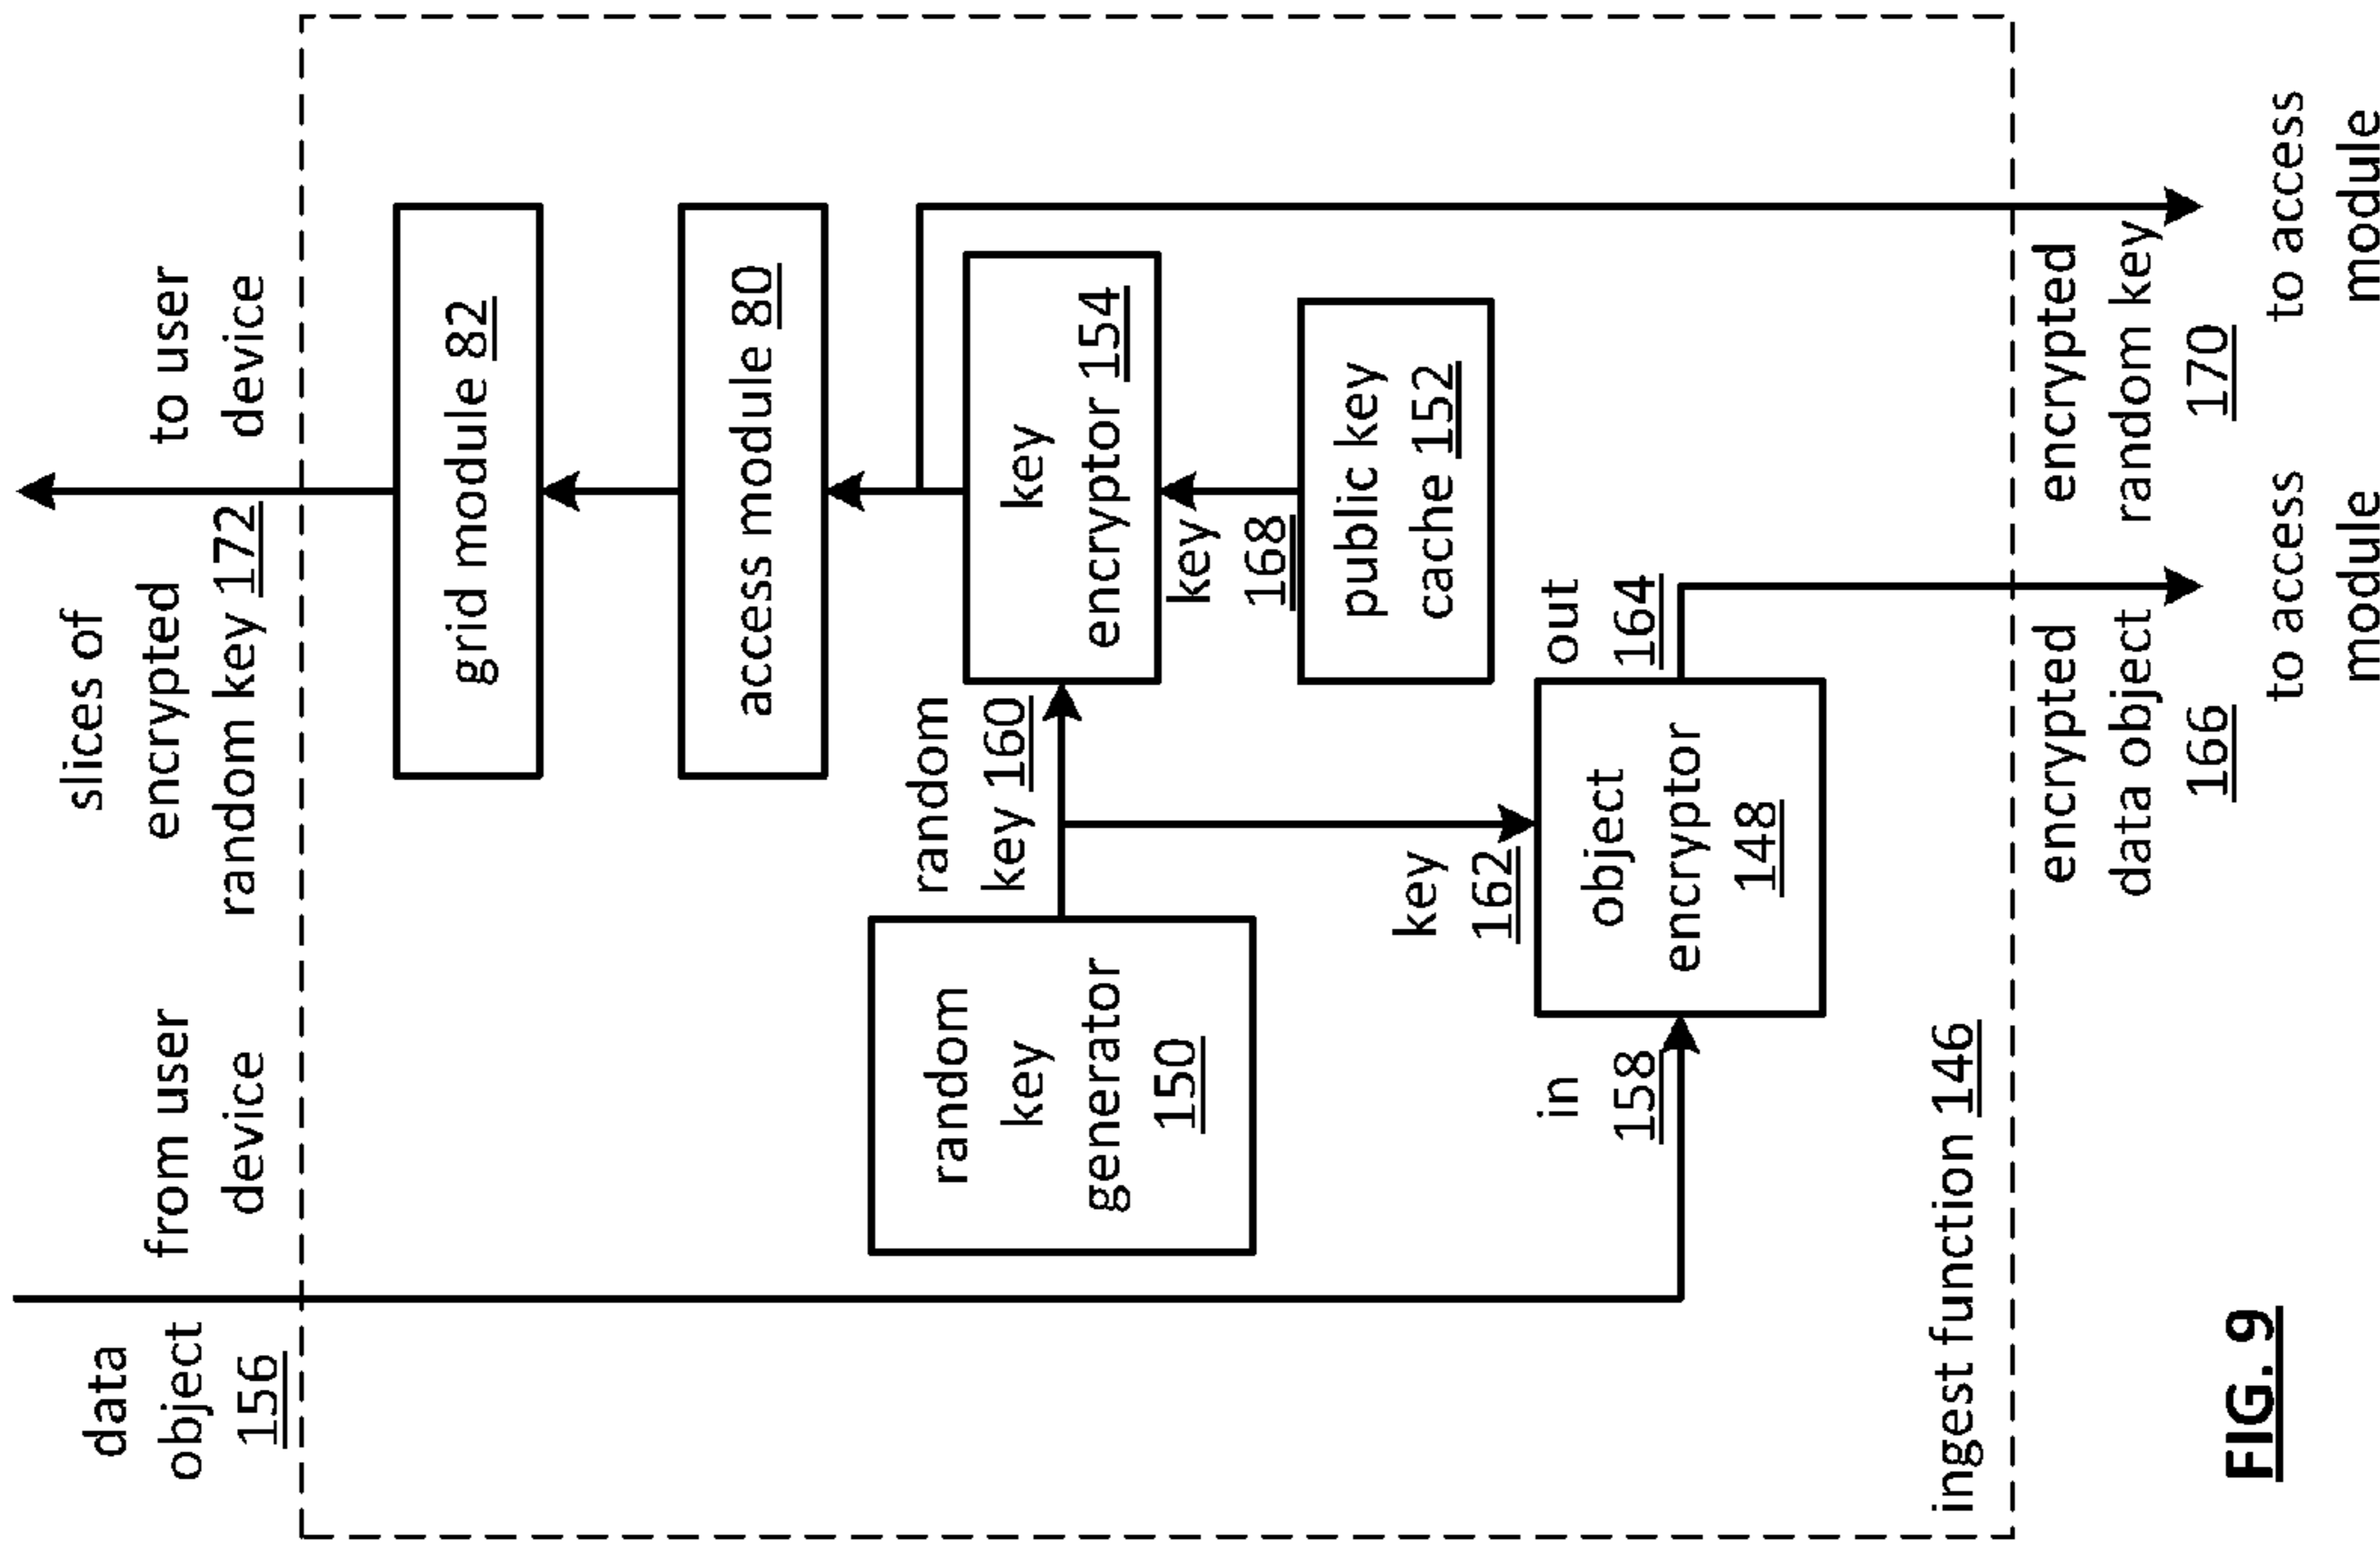 data
object
156
from user
device
slices of
encrypted
random key 172
to user
device
grid module 82
access module 80
random
key
generator
150
random
key 160
key
encryptor 154
key
168
public key
cache 152
key
162
in
158
object
encryptor
148
out
164
ingest function 146
encrypted
data object
166
to access
module
encrypted
random key
170
to access
module
FIG. 9